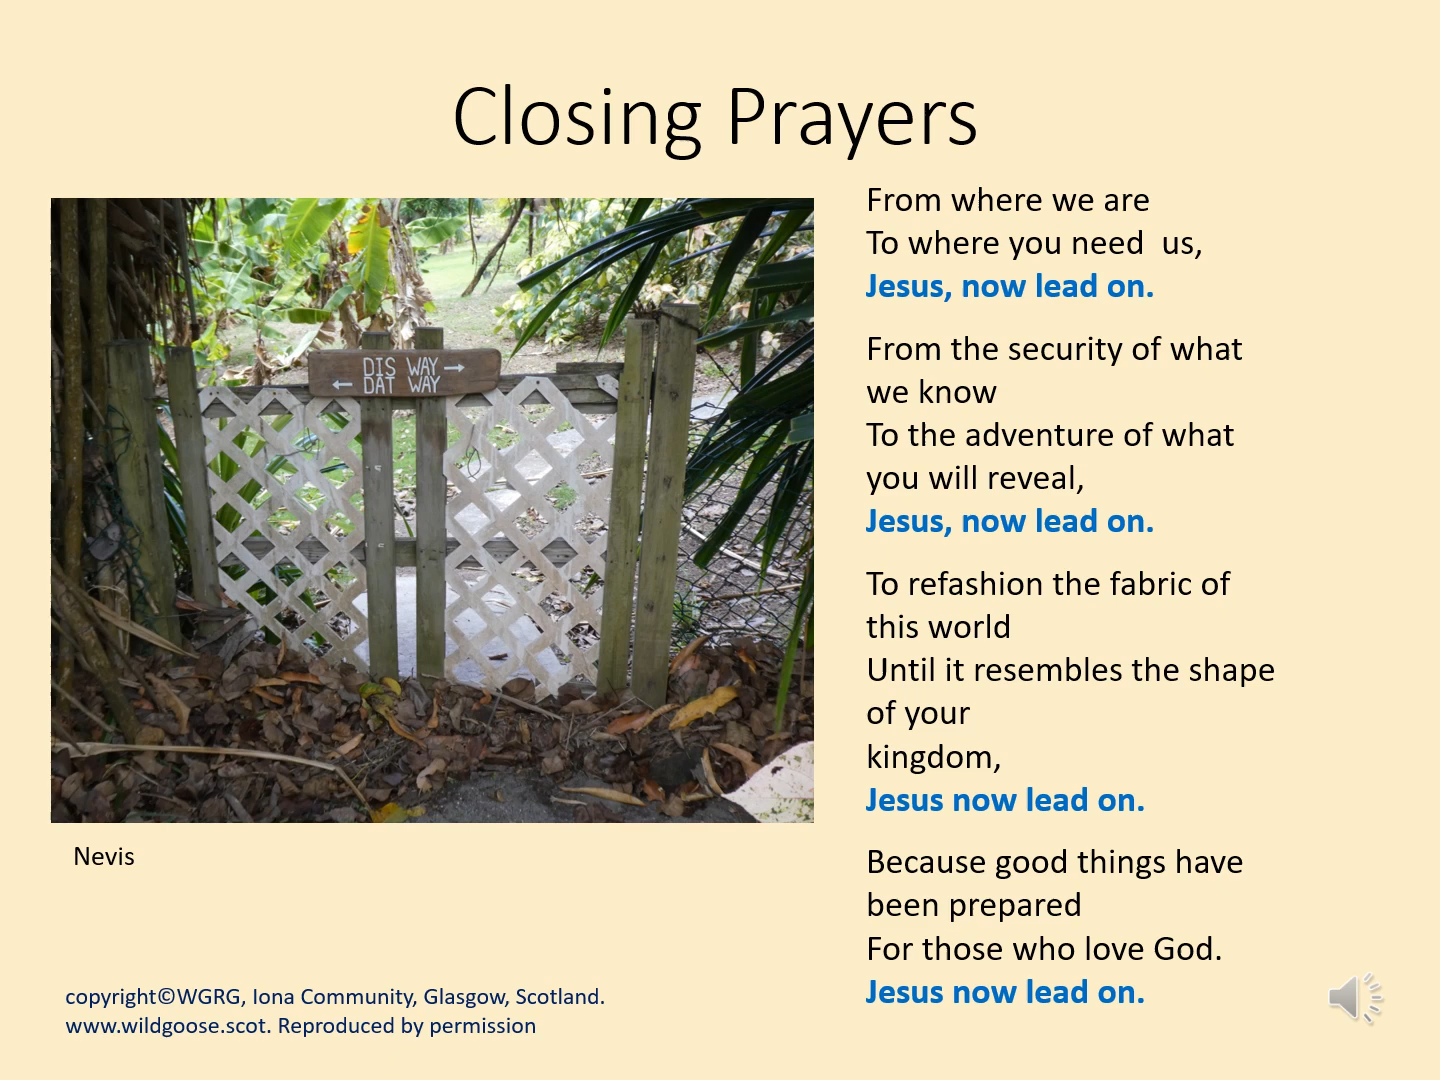 Closing Prayers
DIS WAY →
← DAT WAY
Nevis
copyright©WGRG, Iona Community, Glasgow, Scotland.
www.wildgoose.scot. Reproduced by permission
From where we are
To where you need  us,
Jesus, now lead on.
From the security of what
we know
To the adventure of what
you will reveal,
Jesus, now lead on.
To refashion the fabric of
this world
Until it resembles the shape
of your
kingdom,
Jesus now lead on.
Because good things have
been prepared
For those who love God.
Jesus now lead on.